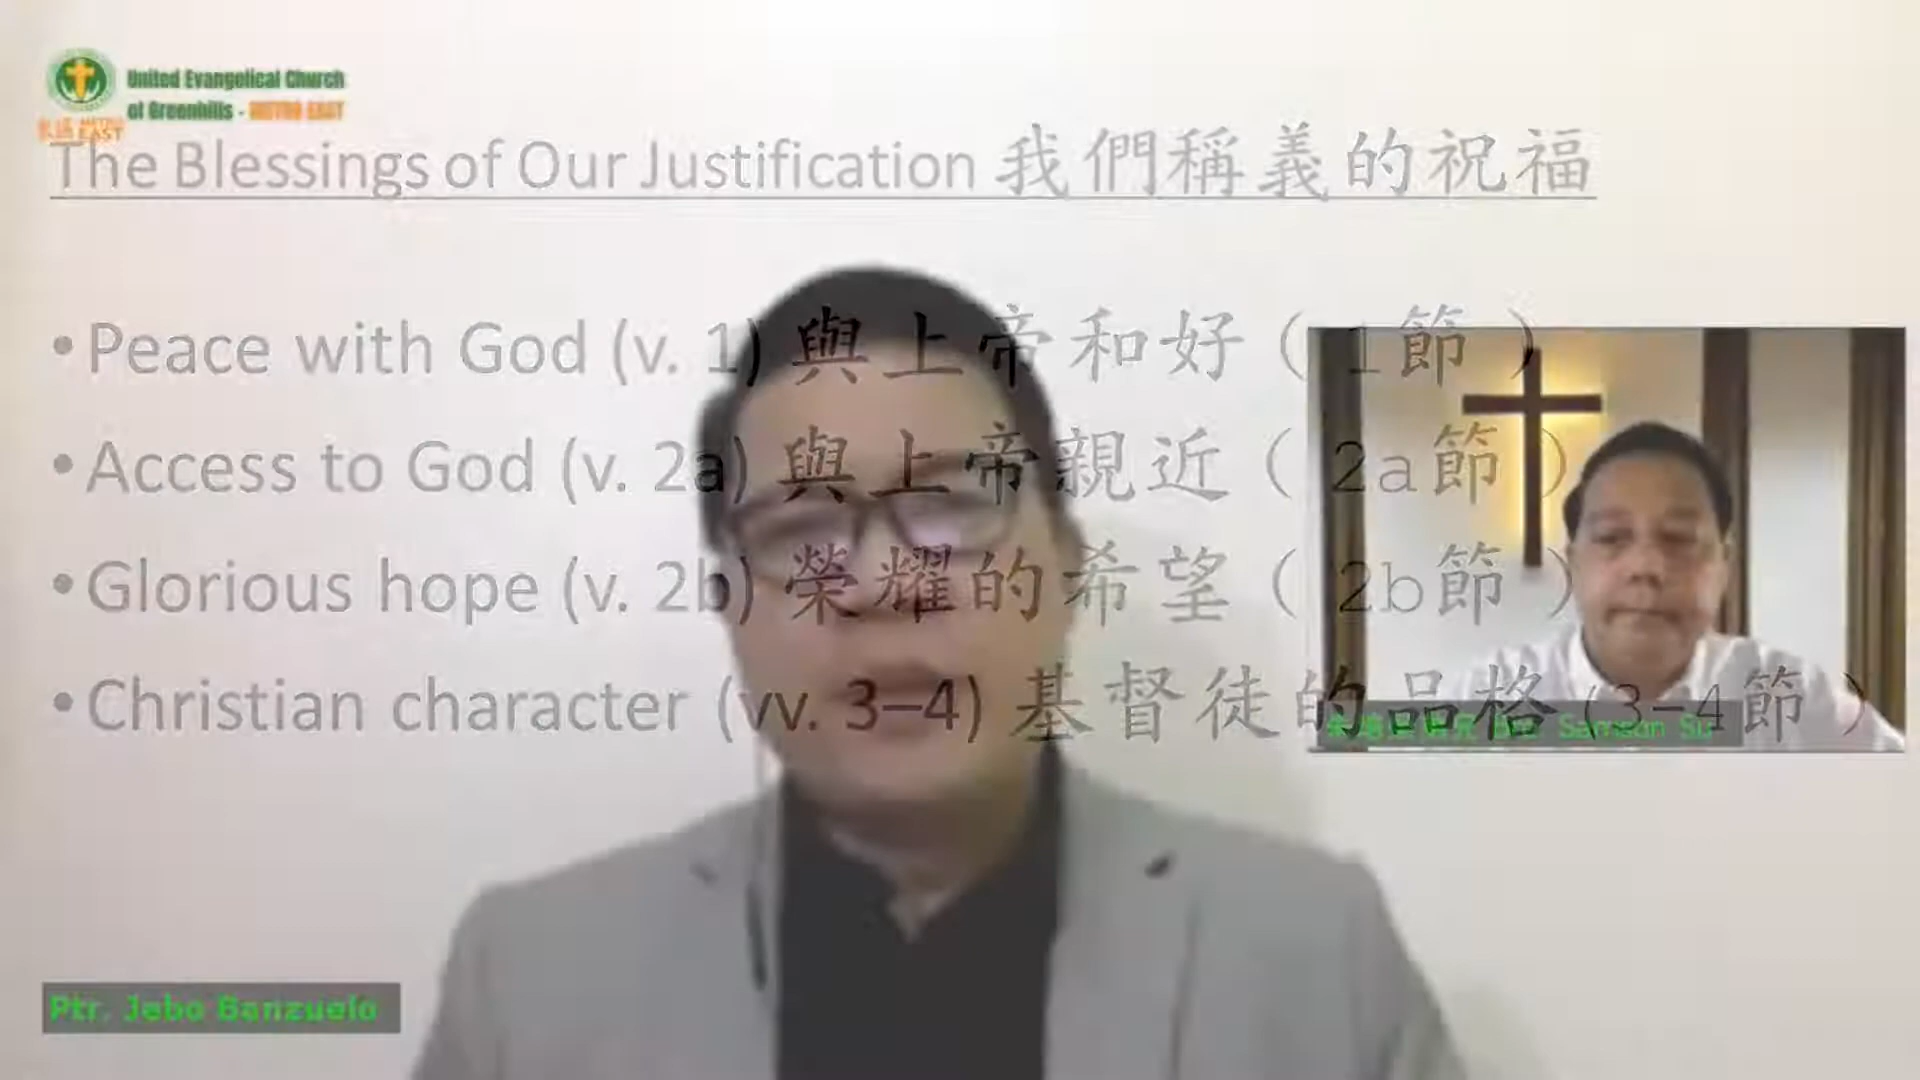 United Evangelical Church
of Greenhills - METRO EAST
EAST
The Blessings of Our Justification 我們稱義的祝福
• Peace with God (v. 1) 與上帝和好（1節）
• Access to God (v. 2a) 與上帝親近（2a節）
• Glorious hope (v. 2b) 榮耀的希望（2b節）
• Christian character (vv. 3–4) 基督徒的品格（3–4節）
Samson Su
Ptr. Jebo Banzuelo